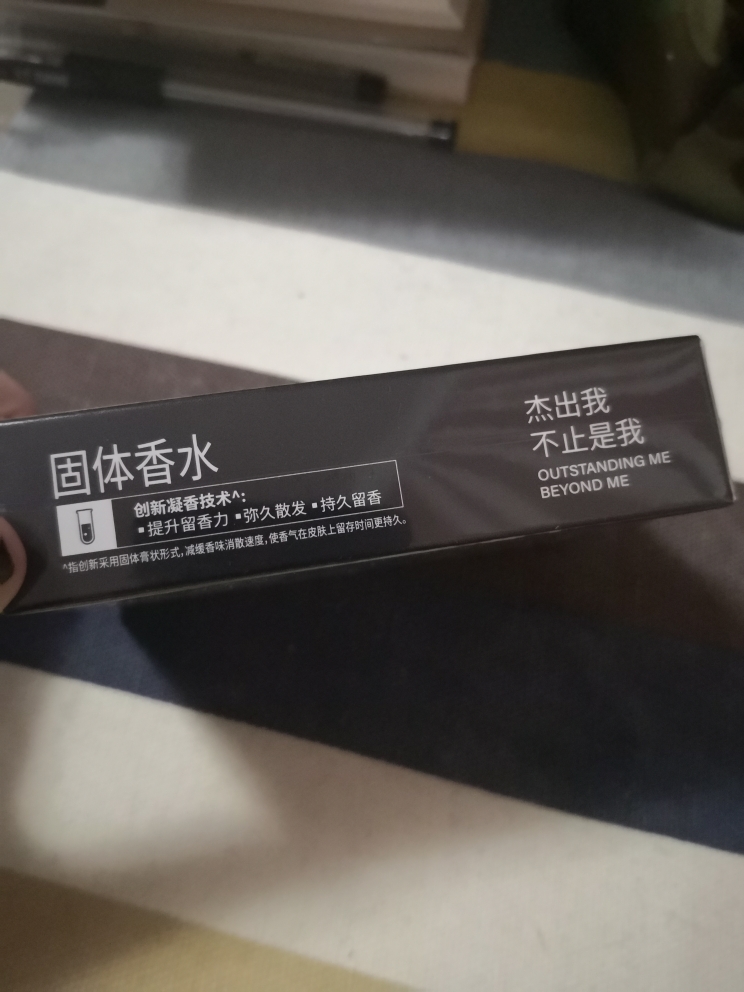 固体香水
创新凝香技术^:
▪提升留香力 ▪弥久散发 ▪持久留香
^指创新采用固体膏状形式,减缓香味消散速度,使香气在皮肤上留存时间更持久。
杰出我
不止是我
OUTSTANDING ME
BEYOND ME